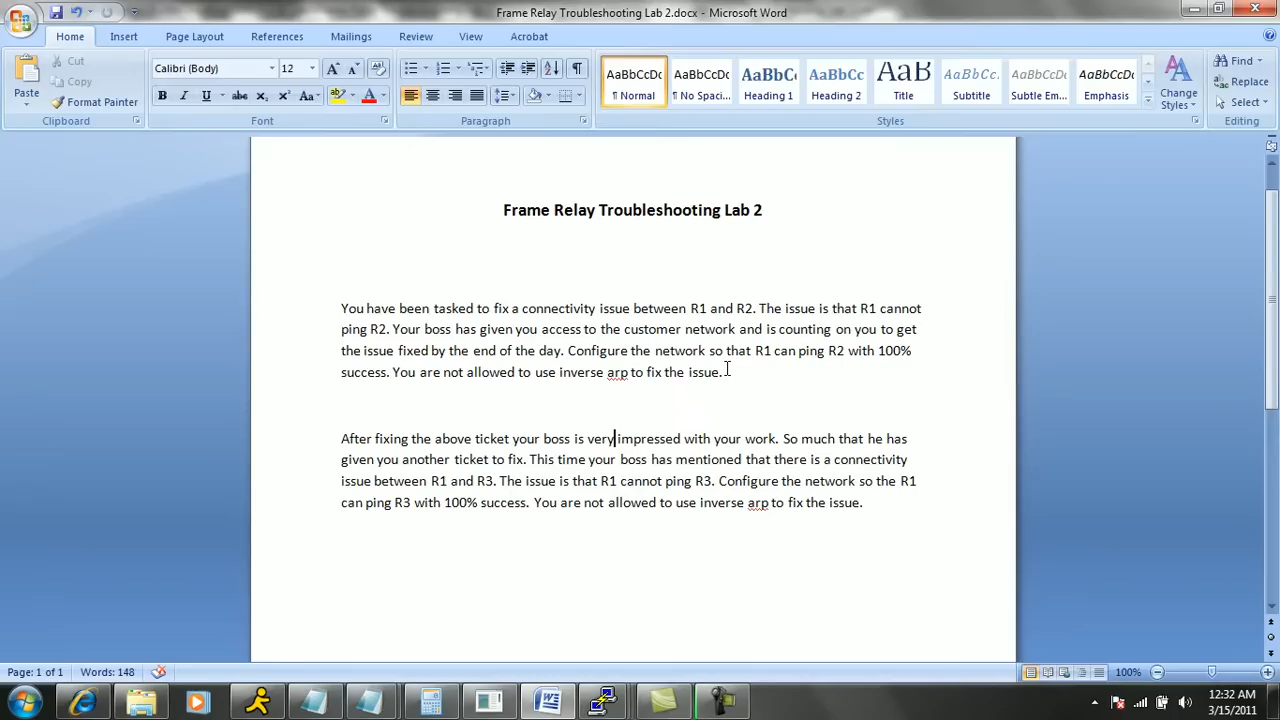 Frame Relay Troubleshooting Lab 2.docx - Microsoft Word
Home Insert Page Layout References Mailings Review View Acrobat
Cut
Copy
Format Painter
Paste
Clipboard
Calibri (Body) 12
Font
Paragraph
AaBbCcDc AaBbCcDc AaBbCc AaBbCc AaB AaBbCc. AaBbCcDc AaBbCcDc
¶ Normal ¶ No Spaci... Heading 1 Heading 2 Title Subtitle Subtle Em... Emphasis
Styles
Change Styles
Find
Replace
Select
Editing
Frame Relay Troubleshooting Lab 2
You have been tasked to fix a connectivity issue between R1 and R2. The issue is that R1 cannot
ping R2. Your boss has given you access to the customer network and is counting on you to get
the issue fixed by the end of the day. Configure the network so that R1 can ping R2 with 100%
success. You are not allowed to use inverse arp to fix the issue.
After fixing the above ticket your boss is very impressed with your work. So much that he has
given you another ticket to fix. This time your boss has mentioned that there is a connectivity
issue between R1 and R3. The issue is that R1 cannot ping R3. Configure the network so the R1
can ping R3 with 100% success. You are not allowed to use inverse arp to fix the issue.
Page: 1 of 1 Words: 148 100%
12:32 AM
3/15/2011